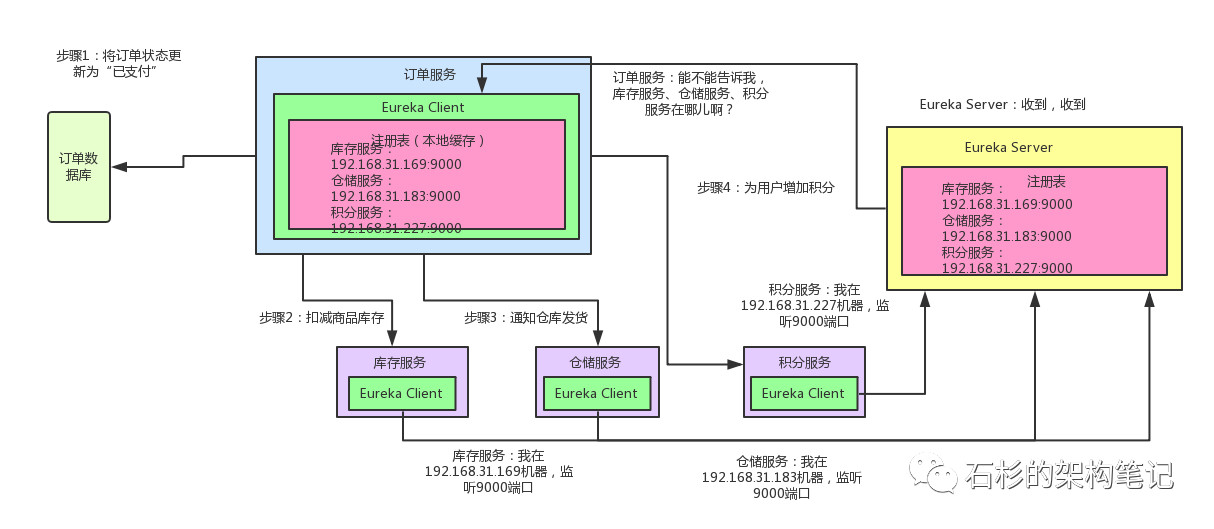 步骤1：将订单状态更
新为“已支付”
订单数
据库
订单服务
Eureka Client
注册表（本地缓存）
库存服务：
192.168.31.169:9000
仓储服务：
192.168.31.183:9000
积分服务：
192.168.31.227:9000
订单服务：能不能告诉我，
库存服务、仓储服务、积分
服务在哪儿啊？
Eureka Server：收到，收到
Eureka Server
注册表
库存服务：
192.168.31.169:9000
仓储服务：
192.168.31.183:9000
积分服务：
192.168.31.227:9000
步骤4：为用户增加积分
步骤2：扣减商品库存
步骤3：通知仓库发货
积分服务：我在
192.168.31.227机器，监
听9000端口
库存服务
Eureka Client
仓储服务
Eureka Client
积分服务
Eureka Client
库存服务：我在
192.168.31.169机器，监
听9000端口
仓储服务：我在
192.168.31.183机器，监听
9000端口
石杉的架构笔记